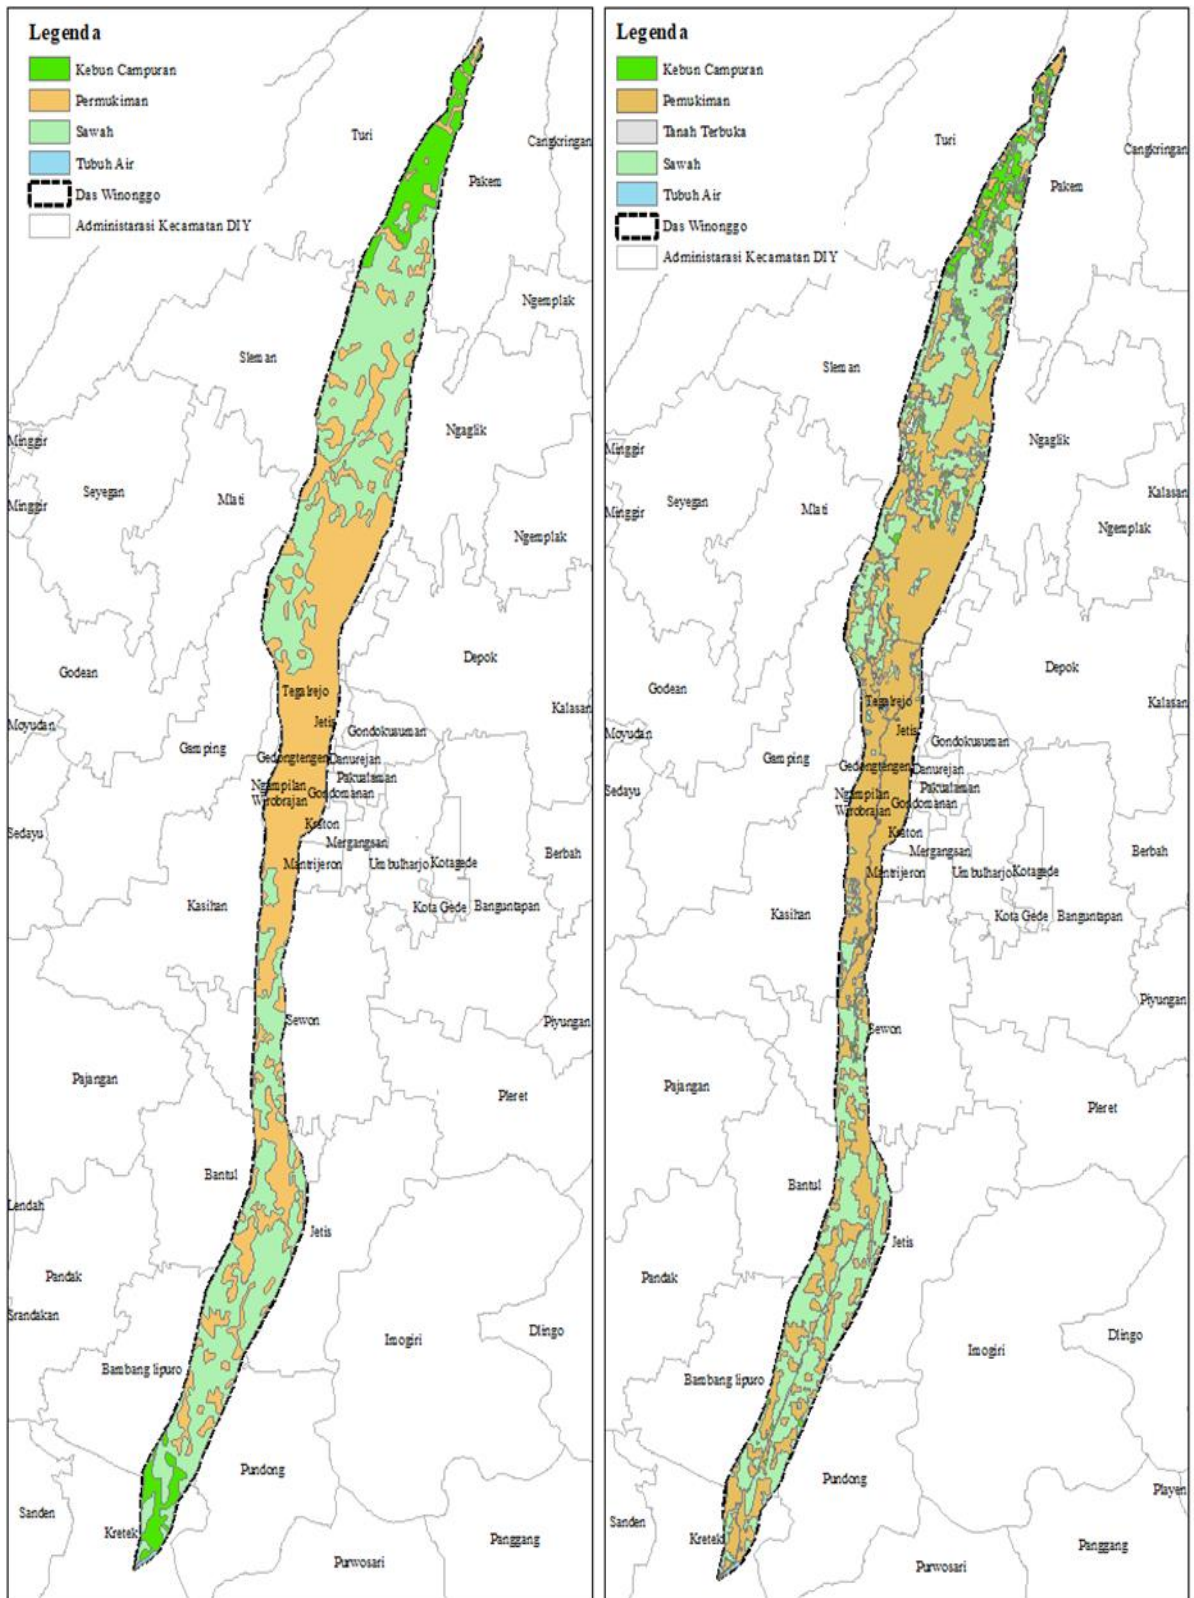 Legenda
Kebun Campuran
Permukiman
Sawah
Tubuh Air
Das Winonggo
Administarasi Kecamatan DIY
Turi
Cangkringan
Pakem
Ngemplak
Sleman
Ngaglik
Minggir
Seyegan
Mlati
Minggir
Ngemplak
Depok
Godean
Tegalrejo
Kalasan
Moyudan
Jetis
Gondokusuman
Gamping
Gedongtengen
Danurejan
Pakualaman
Ngampilan
Gondomanan
Wirobrajan
Kraton
Sedayu
Mergangsan
Berbah
Mantrijeron
Umbulharjo
Kotagede
Kasihan
Kota Gede
Banguntapan
Sewon
Piyungan
Pajangan
Pleret
Bantul
Lendah
Jetis
Pandak
Srandakan
Imogiri
Dlingo
Bambang lipuro
Pundong
Sanden
Kretek
Panggang
Purwosari
Legenda
Kebun Campuran
Pemukiman
Tanah Terbuka
Sawah
Tubuh Air
Das Winonggo
Administarasi Kecamatan DIY
Turi
Cangkringan
Pakem
Ngemplak
Sleman
Ngaglik
Minggir
Kalasan
Seyegan
Mlati
Minggir
Ngemplak
Depok
Godean
Tegalrejo
Kalasan
Moyudan
Jetis
Gondokusuman
Gamping
Gedongtengen
Danurejan
Pakualaman
Sedayu
Ngampilan
Gondomanan
Wirobrajan
Kraton
Mergangsan
Berbah
Mantrijeron
Umbulharjo
Kotagede
Kasihan
Kota Gede
Banguntapan
Piyungan
Sewon
Pajangan
Pleret
Bantul
Jetis
Pandak
Imogiri
Dlingo
Bambang lipuro
Pundong
Playen
Sanden
Kretek
Panggang
Purwosari